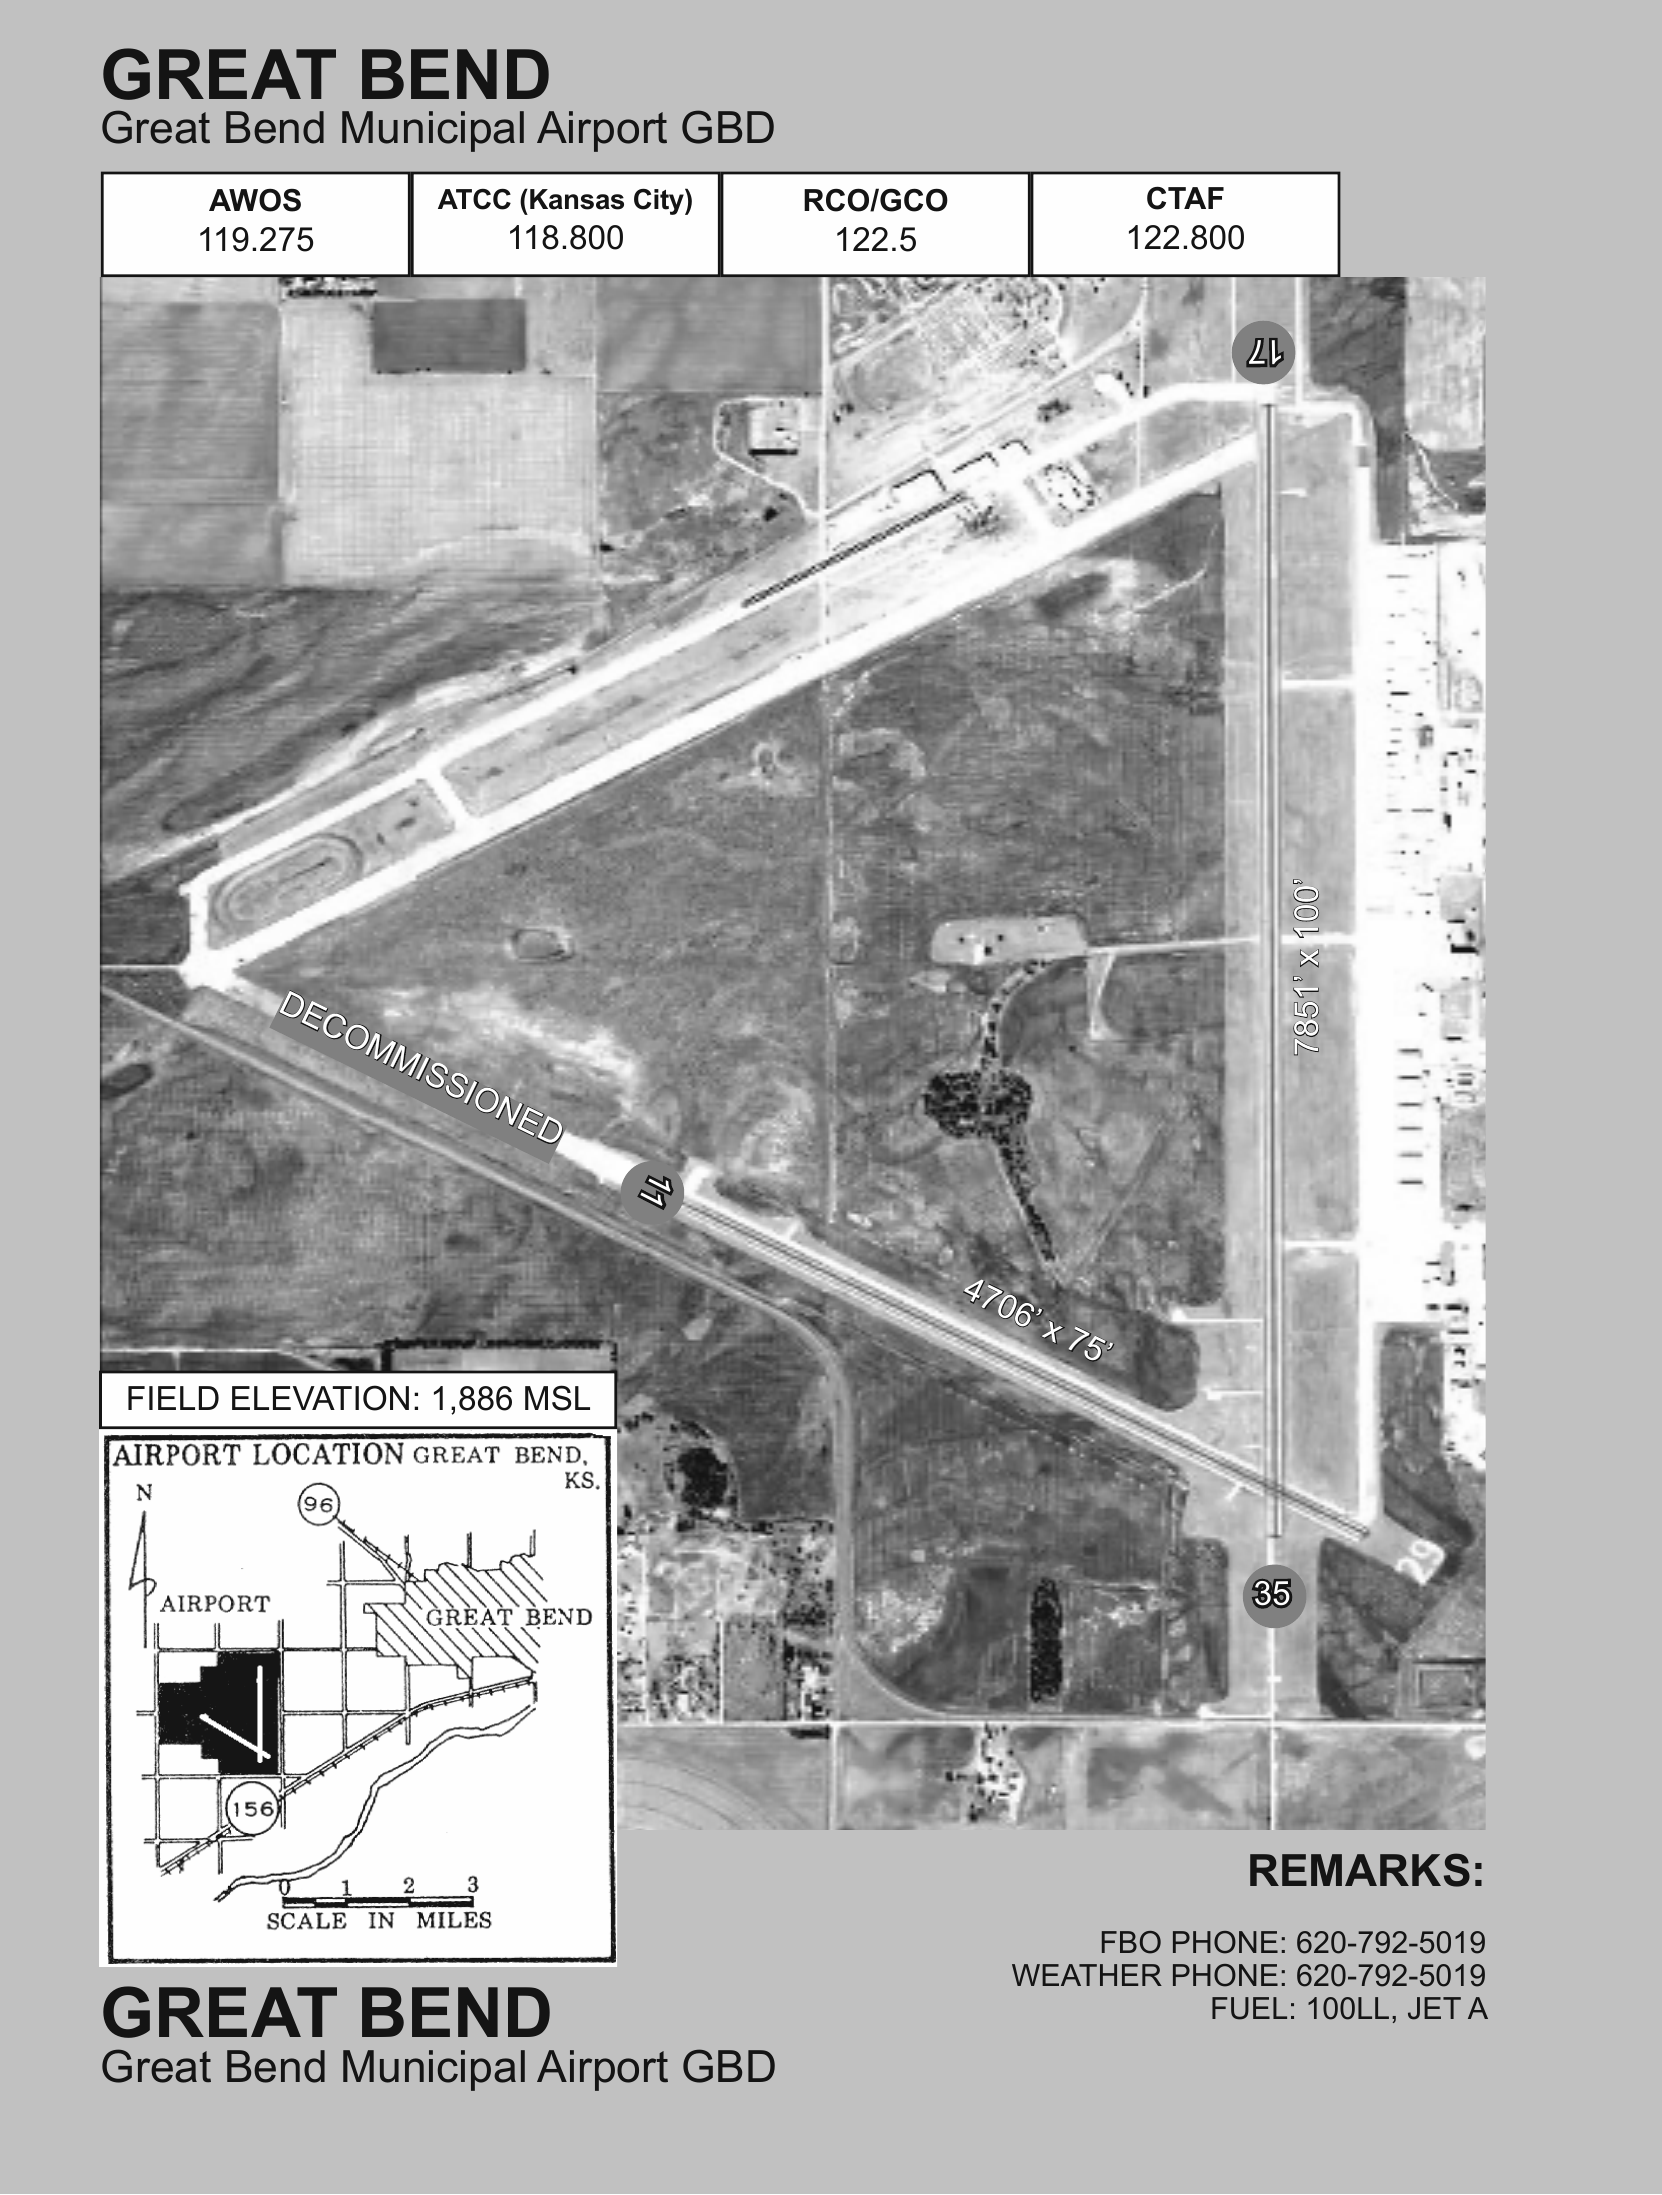 GREAT BEND
Great Bend Municipal Airport GBD
AWOS
119.275
ATCC (Kansas City)
118.800
RCO/GCO
122.5
CTAF
122.800
17
7851’ x 100’
DECOMMISSIONED
11
4706’ x 75’
29
35
FIELD ELEVATION: 1,886 MSL
AIRPORT LOCATION GREAT BEND,
KS.
N
96
AIRPORT
GREAT BEND
156
0 1 2 3
SCALE IN MILES
REMARKS:
FBO PHONE: 620-792-5019
WEATHER PHONE: 620-792-5019
FUEL: 100LL, JET A
GREAT BEND
Great Bend Municipal Airport GBD